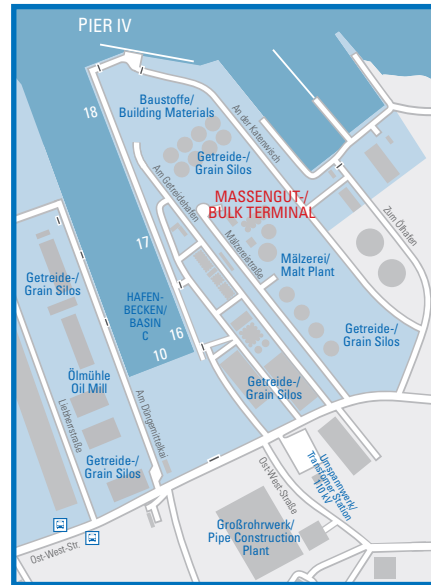 PIER IV
Baustoffe/
Building Materials
18
An der Katenwisch
Getreide-/
Grain Silos
Am Getreidehafen
MASSENGUT-/
BULK TERMINAL
Zum Ölhafen
17
Mälzereistraße
Mälzerei/
Malt Plant
Getreide-/
Grain Silos
HAFEN-
BECKEN/
BASIN
C
16
10
Getreide-/
Grain Silos
Ölmühle
Oil Mill
Getreide-/
Grain Silos
Liebherrstraße
Am Düngemittelkai
Getreide-/
Grain Silos
Umspannwerk/
Transformer Station
110 kV
Ost-West-Straße
Großrohrwerk/
Pipe Construction
Plant
Ost-West-Str.